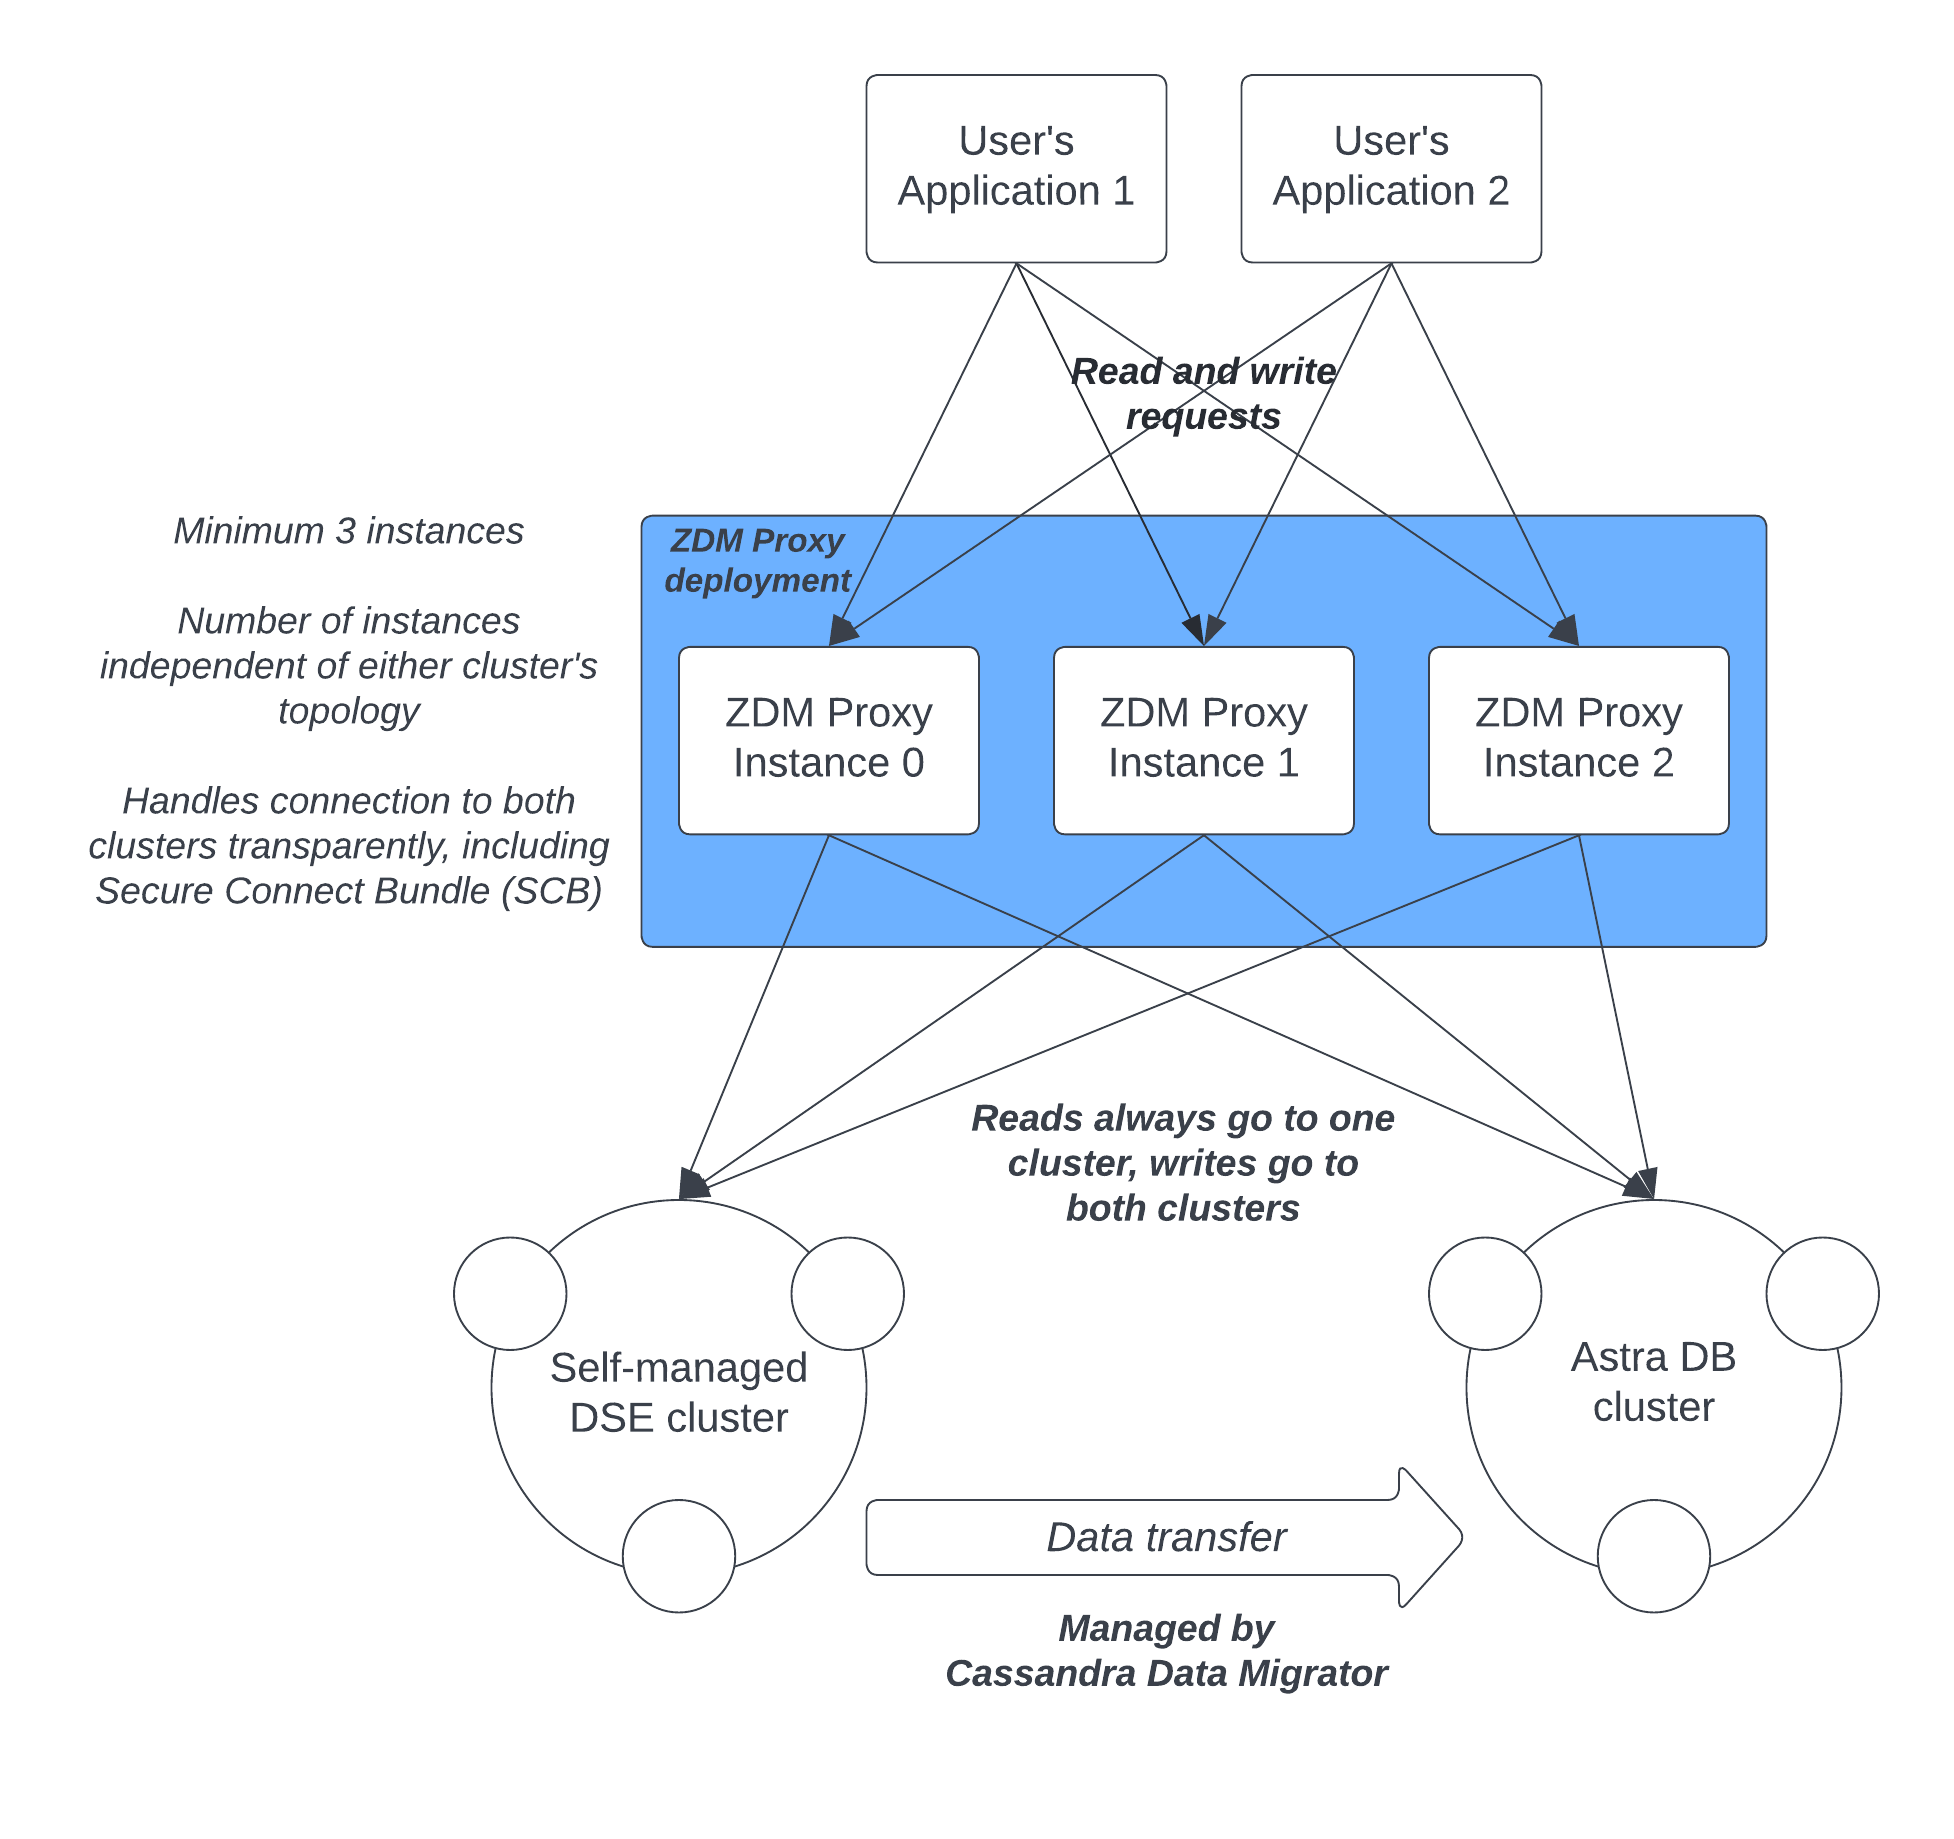 User's
Application 1
User's
Application 2
Read and write
requests
Minimum 3 instances
Number of instances
independent of either cluster's
topology
Handles connection to both
clusters transparently, including
Secure Connect Bundle (SCB)
ZDM Proxy
deployment
ZDM Proxy
Instance 0
ZDM Proxy
Instance 1
ZDM Proxy
Instance 2
Reads always go to one
cluster, writes go to
both clusters
Self-managed
DSE cluster
Astra DB
cluster
Data transfer
Managed by
Cassandra Data Migrator